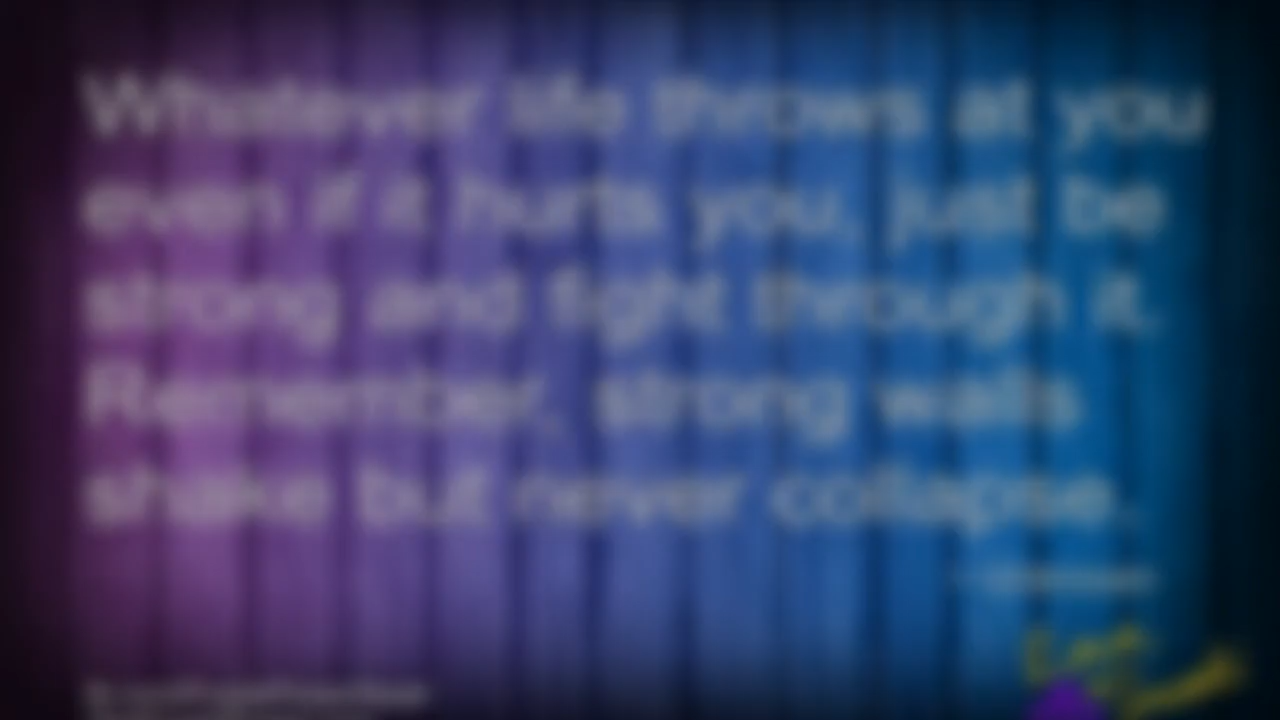 Whatever life throws at you
even if it hurts you, just be
strong and fight through it.
Remember, strong walls
shake but never collapse.